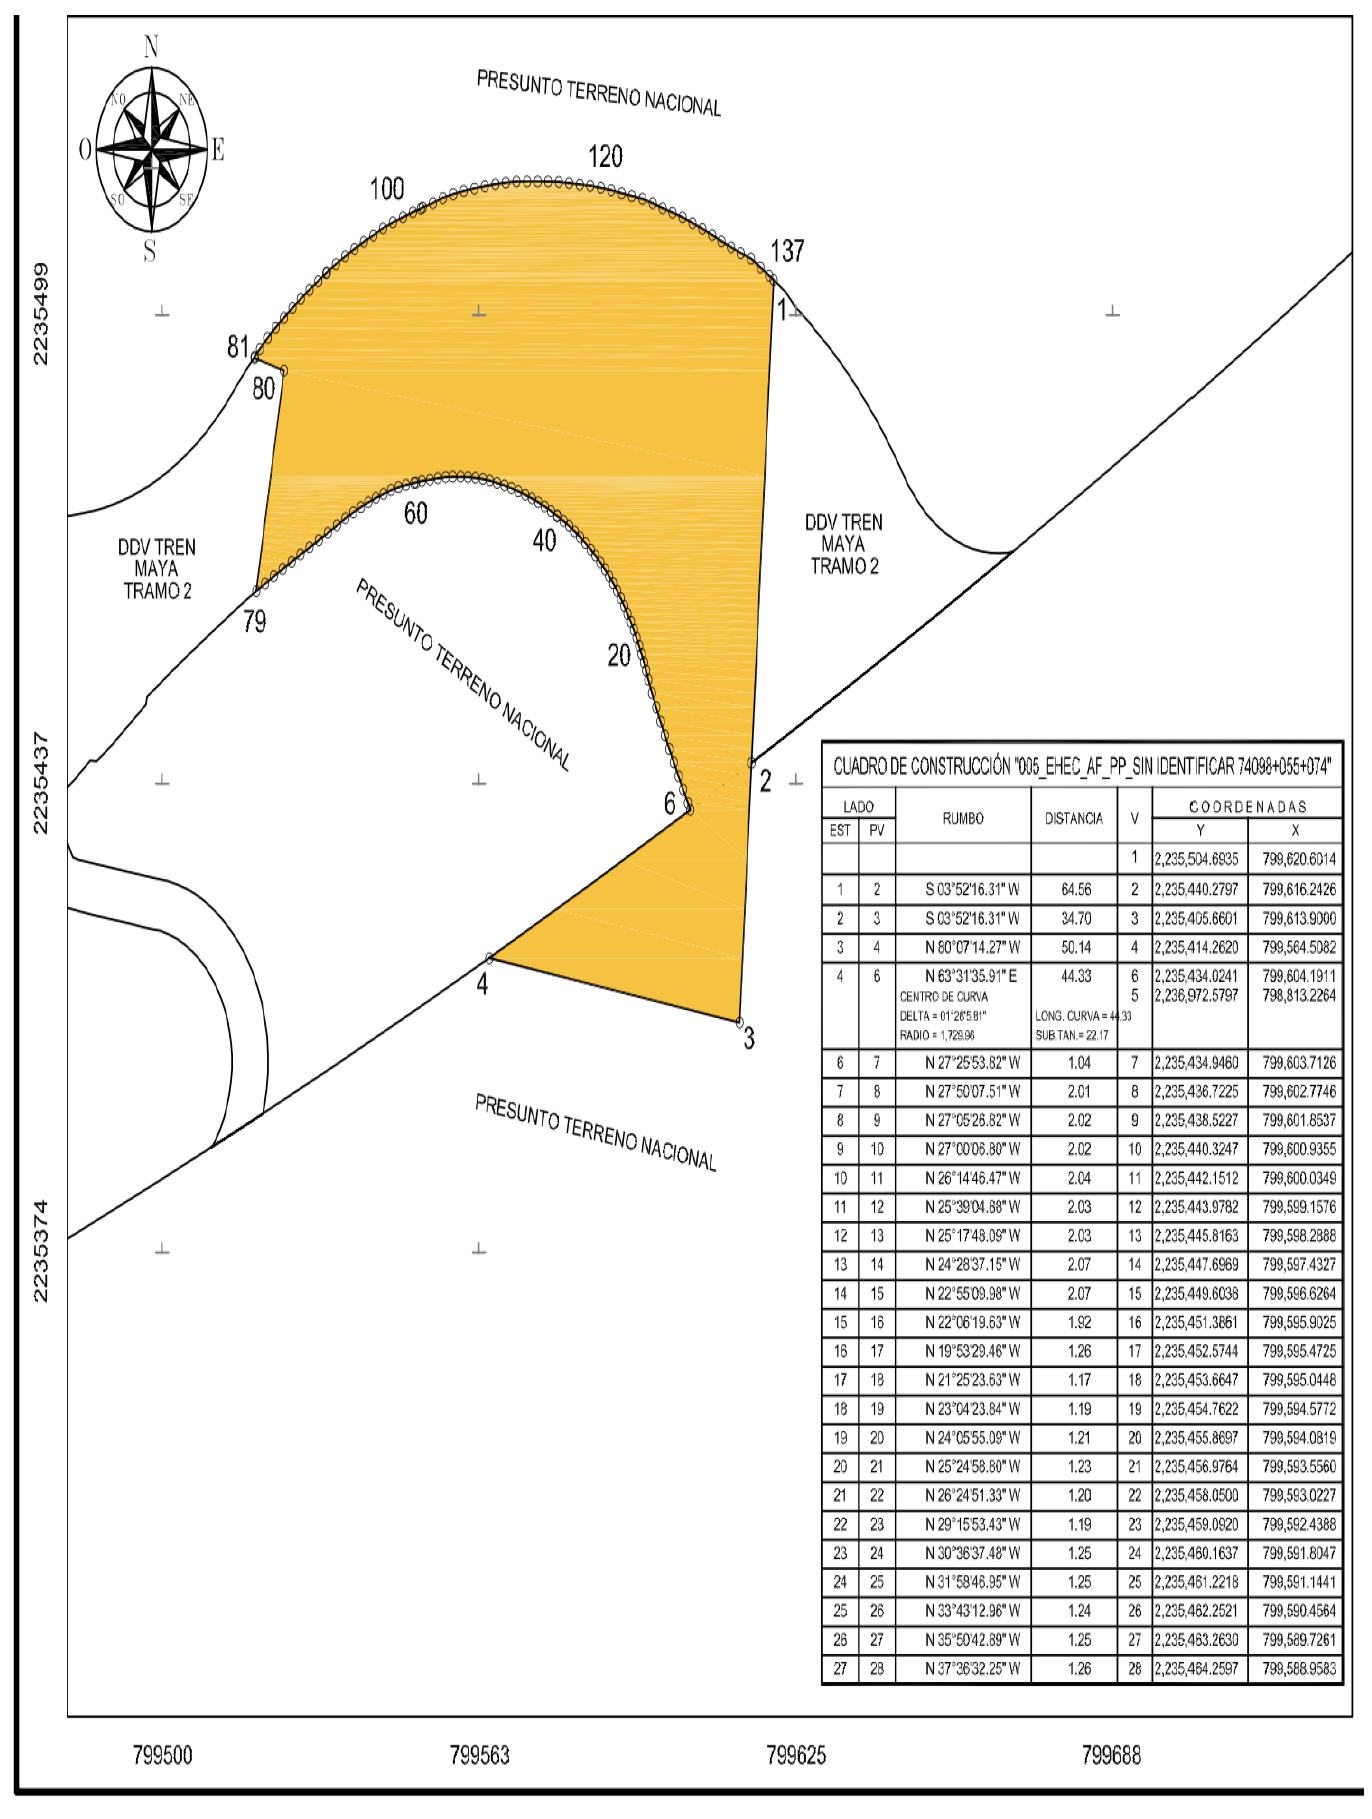 PRESUNTO TERRENO NACIONAL
N
NO
NE
O
E
SO
SE
S
120
100
137
1
81
80
2235499
60
40
DDV TREN
MAYA
TRAMO 2
DDV TREN
MAYA
TRAMO 2
79
PRESUNTO TERRENO NACIONAL
20
2235437
6
2
4
3
PRESUNTO TERRENO NACIONAL
2235374
CUADRO DE CONSTRUCCIÓN "005_EHEC_AF_PP_SIN IDENTIFICAR 74098+055+074"
LADO RUMBO DISTANCIA V COORDENADAS
EST PV Y X
1 2,235,504.6935 799,620.6014
1 2 S 03°52'16.31" W 64.56 2 2,235,440.2797 799,616.2426
2 3 S 03°52'16.31" W 34.70 3 2,235,405.6601 799,613.9000
3 4 N 80°07'14.27" W 50.14 4 2,235,414.2620 799,564.5082
4 6 N 63°31'35.91" E 44.33 6 2,235,434.0241 799,604.1911
CENTRO DE CURVA 5 2,236,972.5797 798,813.2264
DELTA = 01°28'5.81" LONG. CURVA = 44.33
RADIO = 1,729.96 SUB.TAN.= 22.17
6 7 N 27°25'53.62" W 1.04 7 2,235,434.9460 799,603.7126
7 8 N 27°50'07.51" W 2.01 8 2,235,436.7225 799,602.7746
8 9 N 27°05'26.62" W 2.02 9 2,235,438.5227 799,601.8537
9 10 N 27°00'06.80" W 2.02 10 2,235,440.3247 799,600.9355
10 11 N 26°14'46.47" W 2.04 11 2,235,442.1512 799,600.0349
11 12 N 25°39'04.68" W 2.03 12 2,235,443.9782 799,599.1576
12 13 N 25°17'48.09" W 2.03 13 2,235,445.8163 799,598.2888
13 14 N 24°28'37.15" W 2.07 14 2,235,447.6969 799,597.4327
14 15 N 22°55'09.98" W 2.07 15 2,235,449.6038 799,596.6264
15 16 N 22°06'19.63" W 1.92 16 2,235,451.3861 799,595.9025
16 17 N 19°53'29.46" W 1.26 17 2,235,452.5744 799,595.4725
17 18 N 21°25'23.63" W 1.17 18 2,235,453.6647 799,595.0448
18 19 N 23°04'23.84" W 1.19 19 2,235,454.7622 799,594.5772
19 20 N 24°05'55.09" W 1.21 20 2,235,455.8697 799,594.0819
20 21 N 25°24'58.80" W 1.23 21 2,235,456.9764 799,593.5560
21 22 N 26°24'51.33" W 1.20 22 2,235,458.0500 799,593.0227
22 23 N 29°15'53.43" W 1.19 23 2,235,459.0920 799,592.4388
23 24 N 30°36'37.48" W 1.25 24 2,235,460.1637 799,591.8047
24 25 N 31°58'46.95" W 1.25 25 2,235,461.2218 799,591.1441
25 26 N 33°43'12.96" W 1.24 26 2,235,462.2521 799,590.4564
26 27 N 35°50'42.89" W 1.25 27 2,235,463.2630 799,589.7261
27 28 N 37°36'32.25" W 1.26 28 2,235,464.2597 799,588.9583
799500 799563 799625 799688